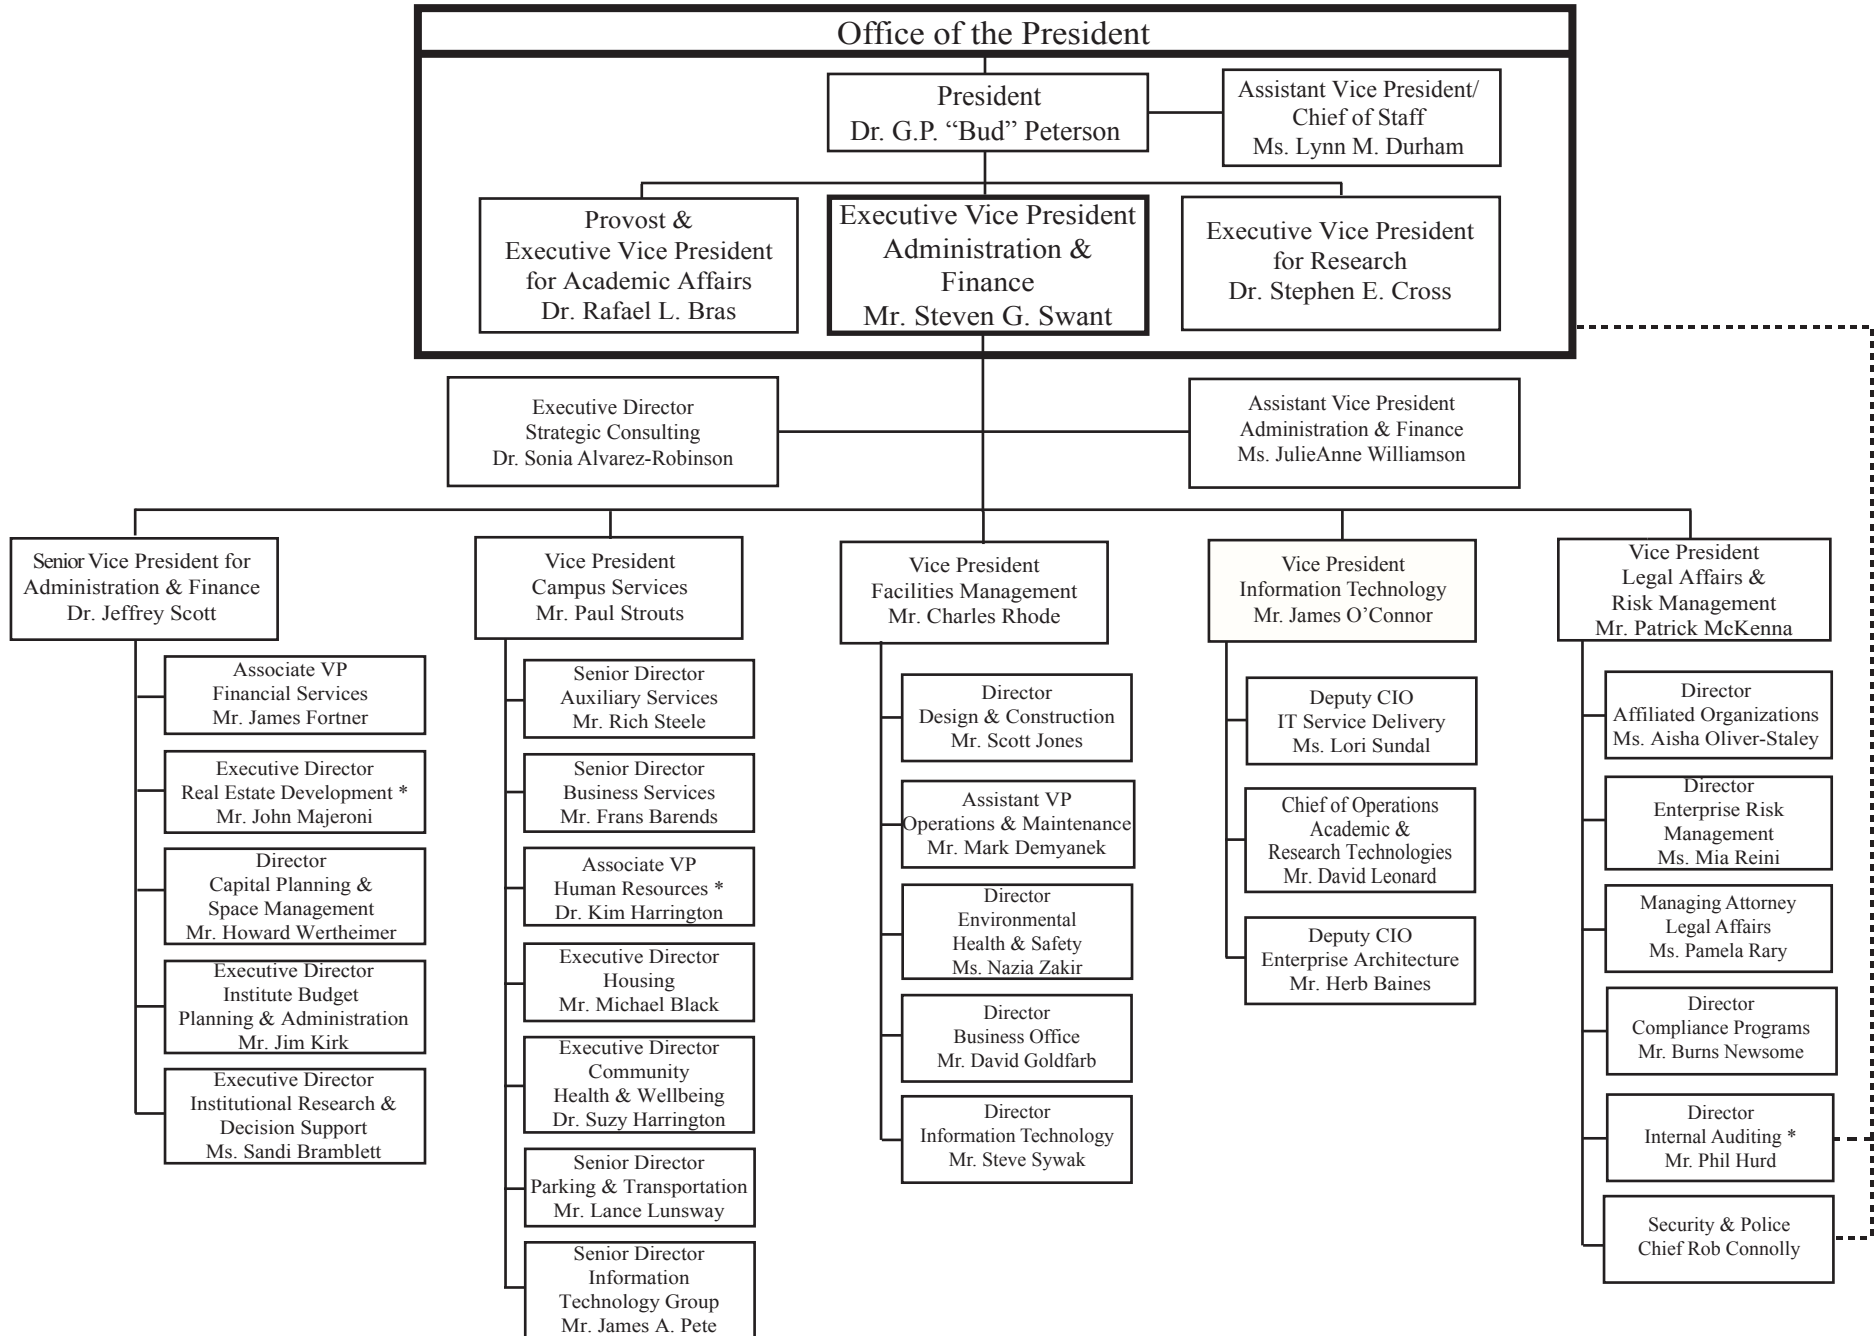 Office of the President
President
Dr. G.P. “Bud” Peterson
Assistant Vice President/
Chief of Staff
Ms. Lynn M. Durham
Provost &
Executive Vice President
for Academic Affairs
Dr. Rafael L. Bras
Executive Vice President
Administration &
Finance
Mr. Steven G. Swant
Executive Vice President
for Research
Dr. Stephen E. Cross
Executive Director
Strategic Consulting
Dr. Sonia Alvarez-Robinson
Assistant Vice President
Administration & Finance
Ms. JulieAnne Williamson
Senior Vice President for
Administration & Finance
Dr. Jeffrey Scott
Associate VP
Financial Services
Mr. James Fortner
Executive Director
Real Estate Development *
Mr. John Majeroni
Director
Capital Planning &
Space Management
Mr. Howard Wertheimer
Executive Director
Institute Budget
Planning & Administration
Mr. Jim Kirk
Executive Director
Institutional Research &
Decision Support
Ms. Sandi Bramblett
Vice President
Campus Services
Mr. Paul Strouts
Senior Director
Auxiliary Services
Mr. Rich Steele
Senior Director
Business Services
Mr. Frans Barends
Associate VP
Human Resources *
Dr. Kim Harrington
Executive Director
Housing
Mr. Michael Black
Executive Director
Community
Health & Wellbeing
Dr. Suzy Harrington
Senior Director
Parking & Transportation
Mr. Lance Lunsway
Senior Director
Information
Technology Group
Mr. James A. Pete
Vice President
Facilities Management
Mr. Charles Rhode
Director
Design & Construction
Mr. Scott Jones
Assistant VP
Operations & Maintenance
Mr. Mark Demyanek
Director
Environmental
Health & Safety
Ms. Nazia Zakir
Director
Business Office
Mr. David Goldfarb
Director
Information Technology
Mr. Steve Sywak
Vice President
Information Technology
Mr. James O’Connor
Deputy CIO
IT Service Delivery
Ms. Lori Sundal
Chief of Operations
Academic &
Research Technologies
Mr. David Leonard
Deputy CIO
Enterprise Architecture
Mr. Herb Baines
Vice President
Legal Affairs &
Risk Management
Mr. Patrick McKenna
Director
Affiliated Organizations
Ms. Aisha Oliver-Staley
Director
Enterprise Risk
Management
Ms. Mia Reini
Managing Attorney
Legal Affairs
Ms. Pamela Rary
Director
Compliance Programs
Mr. Burns Newsome
Director
Internal Auditing *
Mr. Phil Hurd
Security & Police
Chief Rob Connolly